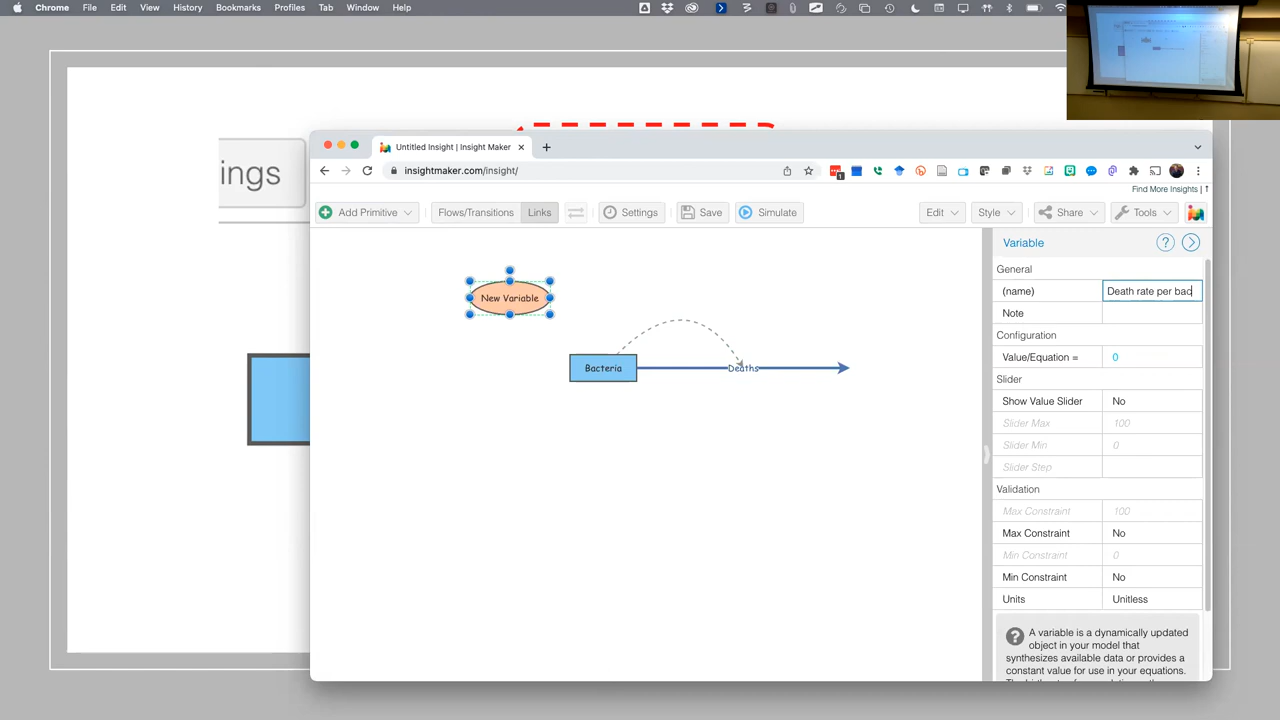 Chrome File Edit View History Bookmarks Profiles Tab Window Help
ings
Untitled Insight | Insight Maker
insightmaker.com/insight/
1
Find More Insights | ↑
Add Primitive Flows/Transitions Links Settings Save Simulate Edit Style Share Tools
Variable
General
(name) Death rate per bac
Note
Configuration
Value/Equation = 0
Slider
Show Value Slider No
Slider Max 100
Slider Min 0
Slider Step
Validation
Max Constraint 100
Max Constraint No
Min Constraint 0
Min Constraint No
Units Unitless
A variable is a dynamically updated
object in your model that
synthesizes available data or provides a
constant value for use in your equations.
New Variable
Bacteria
Deaths